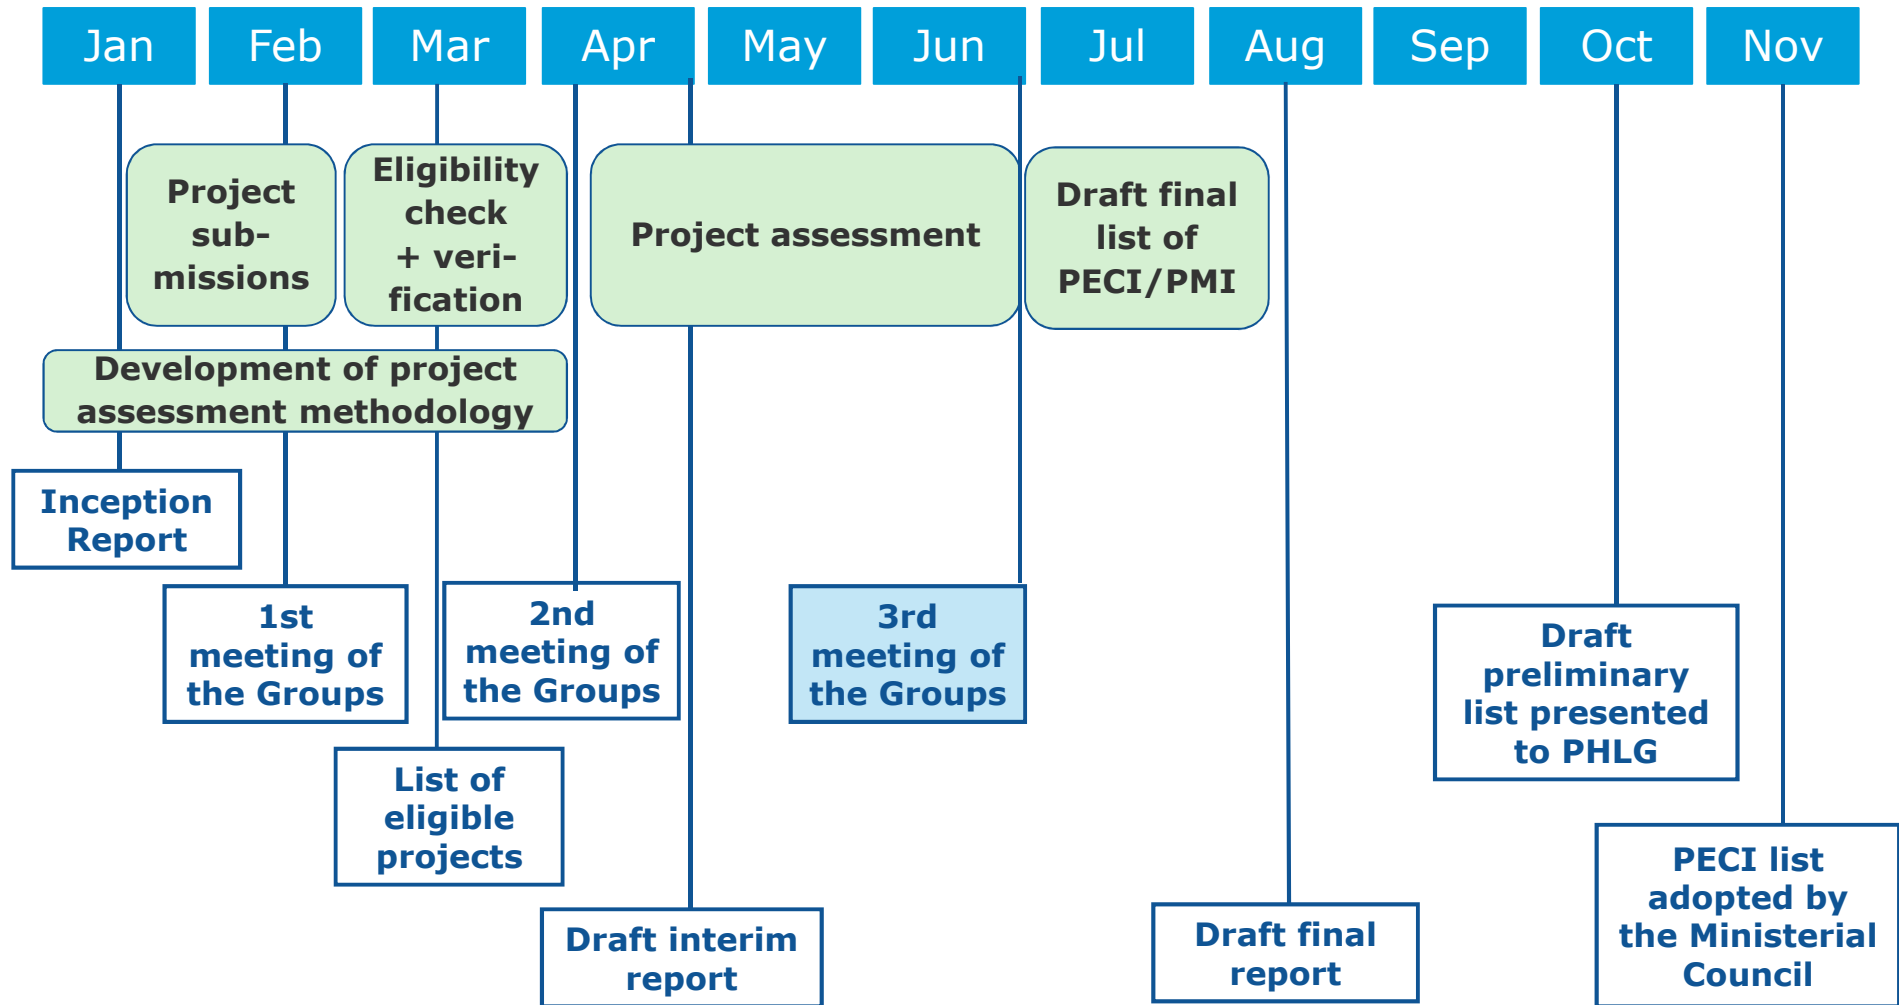 Jan
Feb
Mar
Apr
May
Jun
Jul
Aug
Sep
Oct
Nov
Project
sub-
missions
Eligibility
check
+ veri-
fication
Project assessment
Draft final
list of
PECI/PMI
Development of project
assessment methodology
Inception
Report
1st
meeting of
the Groups
2nd
meeting of
the Groups
3rd
meeting of
the Groups
Draft
preliminary
list presented
to PHLG
List of
eligible
projects
Draft interim
report
Draft final
report
PECI list
adopted by
the Ministerial
Council